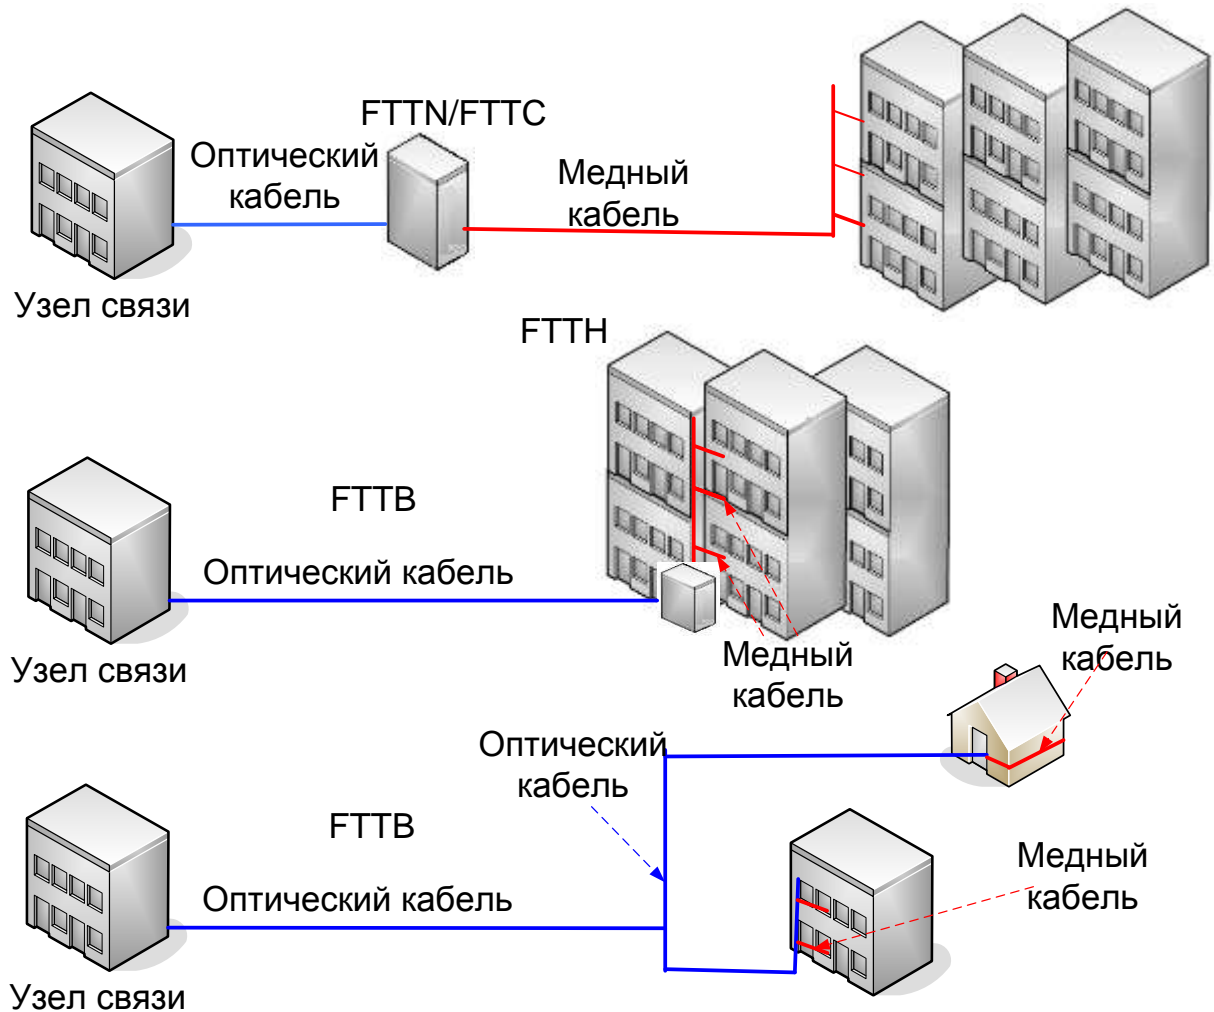 FTTN/FTTC
Оптический
кабель
Медный
кабель
Узел связи
FTTH
FTTB
Оптический кабель
Узел связи
Медный
кабель
Медный
кабель
Оптический
кабель
FTTB
Оптический кабель
Медный
кабель
Узел связи